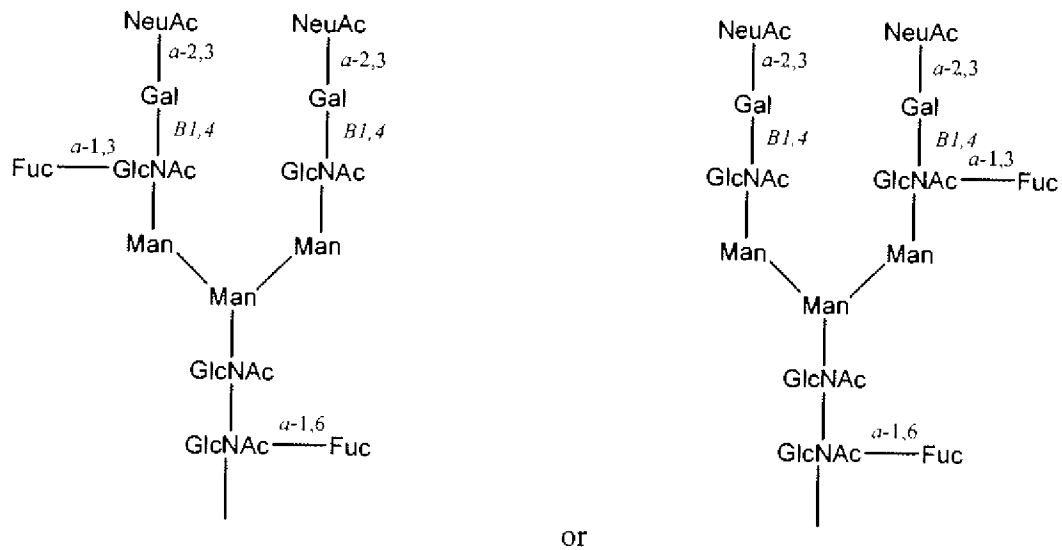 NeuAc NeuAc
a-2,3 a-2,3
Gal Gal
B1,4 B1,4
a-1,3
Fuc GlcNAc GlcNAc
Man Man
Man
GlcNAc
a-1,6
GlcNAc Fuc
or
NeuAc NeuAc
a-2,3 a-2,3
Gal Gal
B1,4 B1,4
a-1,3
GlcNAc GlcNAc Fuc
Man Man
Man
GlcNAc
a-1,6
GlcNAc Fuc